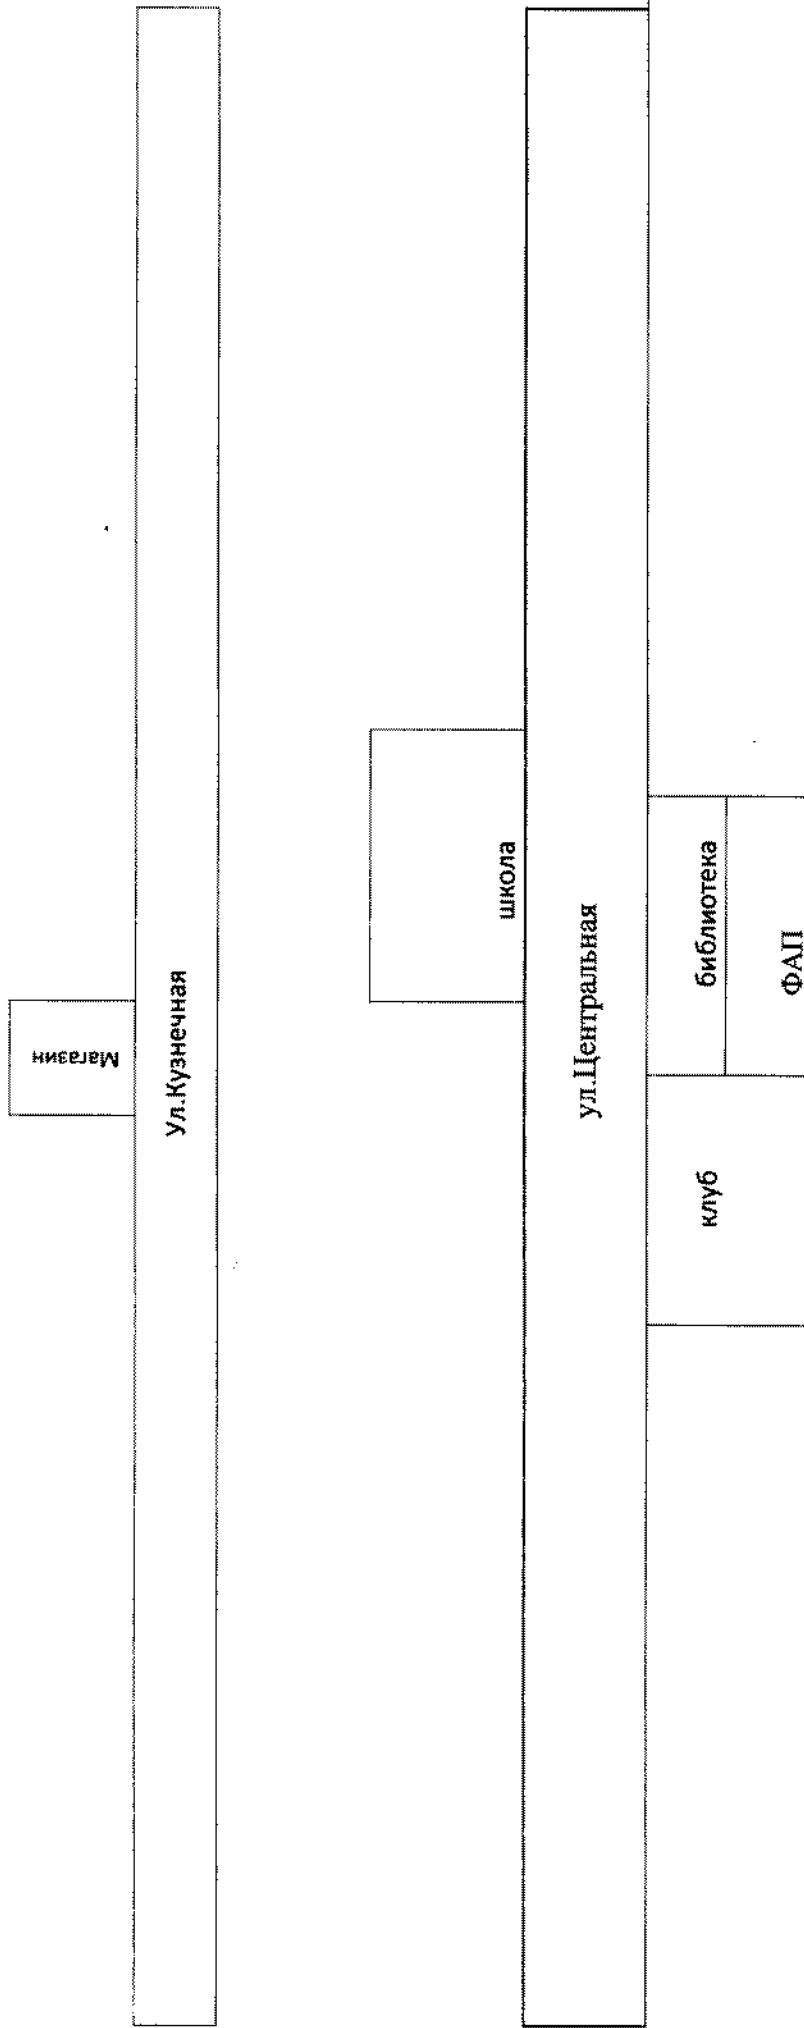 Магазин
Ул.Кузнечная
школа
ул.Центральная
библиотека
ФАП
клуб